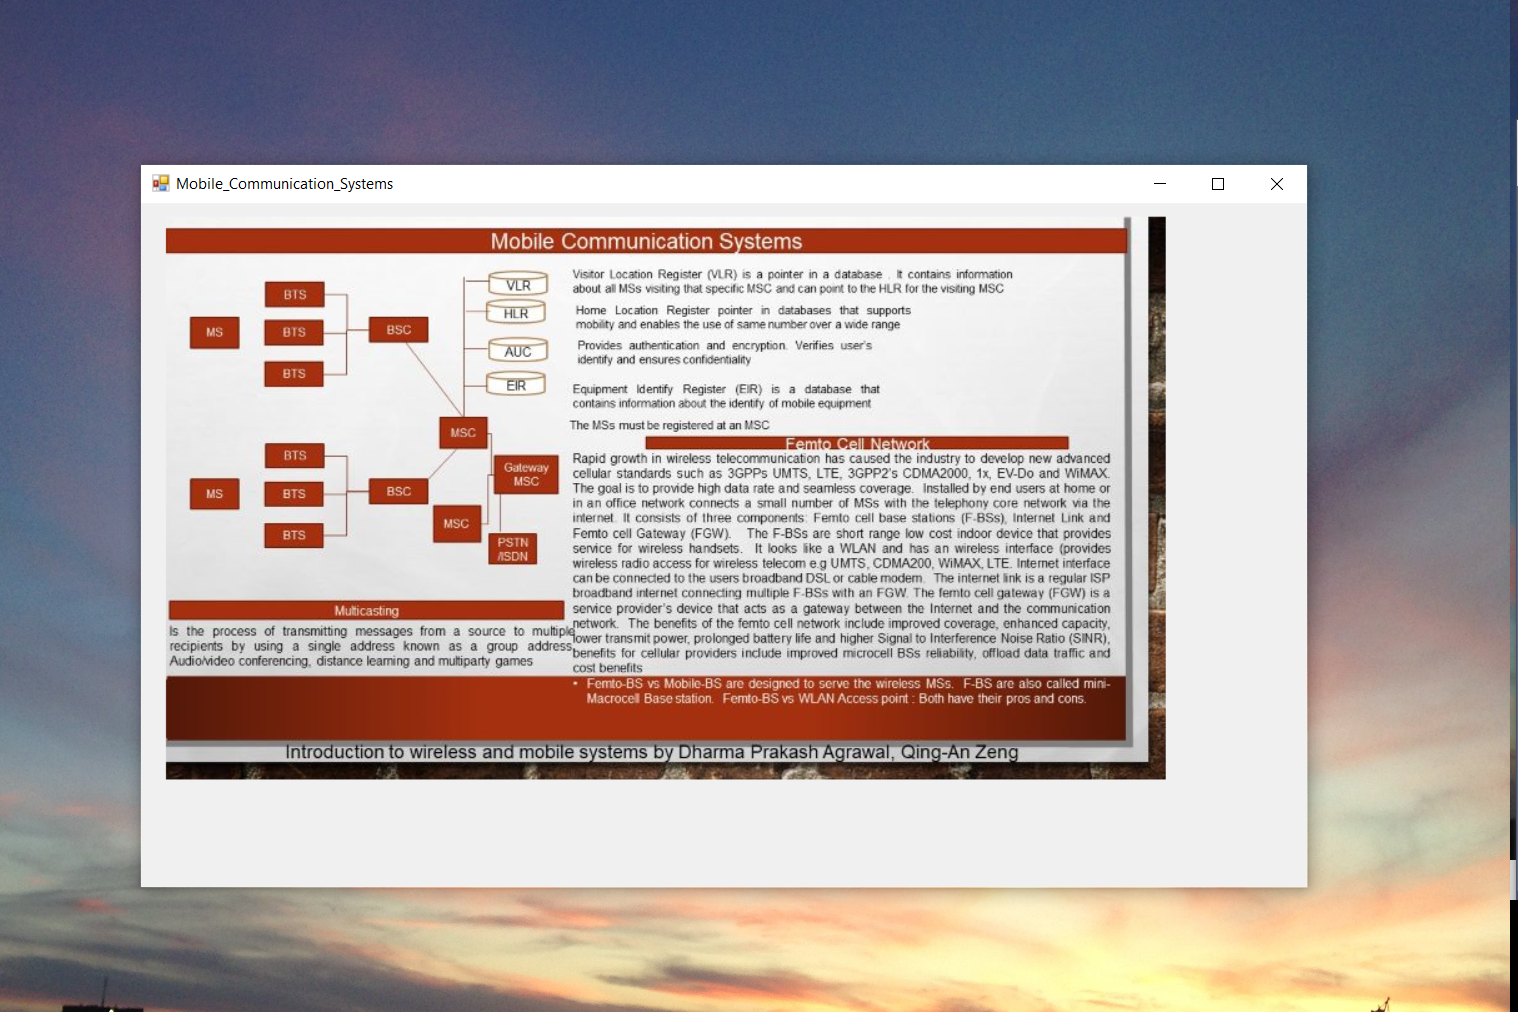 Mobile_Communication_Systems
Mobile Communication Systems
VLR
HLR
AUC
EIR
BTS
BTS
BTS
MS
BSC
MSC
Gateway
MSC
BTS
BTS
BTS
MS
BSC
MSC
PSTN
/ISDN
Visitor Location Register (VLR) is a pointer in a database . It contains information
about all MSs visiting that specific MSC and can point to the HLR for the visiting MSC
Home Location Register pointer in databases that supports
mobility and enables the use of same number over a wide range
Provides authentication and encryption. Verifies user's
identify and ensures confidentiality
Equipment Identify Register (EIR) is a database that
contains information about the identify of mobile equipment
The MSs must be registered at an MSC
Femto Cell Network
Rapid growth in wireless telecommunication has caused the industry to develop new advanced
cellular standards such as 3GPPs UMTS, LTE, 3GPP2's CDMA2000, 1x, EV-Do and WiMAX.
The goal is to provide high data rate and seamless coverage. Installed by end users at home or
in an office network connects a small number of MSs with the telephony core network via the
internet. It consists of three components: Femto cell base stations (F-BSs), Internet Link and
Femto cell Gateway (FGW). The F-BSs are short range low cost indoor device that provides
service for wireless handsets. It looks like a WLAN and has an wireless interface (provides
wireless radio access for wireless telecom e.g UMTS, CDMA200, WiMAX, LTE. Internet interface
can be connected to the users broadband DSL or cable modem. The internet link is a regular ISP
broadband internet connecting multiple F-BSs with an FGW. The femto cell gateway (FGW) is a
service provider's device that acts as a gateway between the Internet and the communication
network. The benefits of the femto cell network include improved coverage, enhanced capacity,
lower transmit power, prolonged battery life and higher Signal to Interference Noise Ratio (SINR),
benefits for cellular providers include improved microcell BSs reliability, offload data traffic and
cost benefits
• Femto-BS vs Mobile-BS are designed to serve the wireless MSs. F-BS are also called mini-
Macrocell Base station. Femto-BS vs WLAN Access point : Both have their pros and cons.
Multicasting
Is the process of transmitting messages from a source to multiple
recipients by using a single address known as a group address.
Audio/video conferencing, distance learning and multiparty games
Introduction to wireless and mobile systems by Dharma Prakash Agrawal, Qing-An Zeng